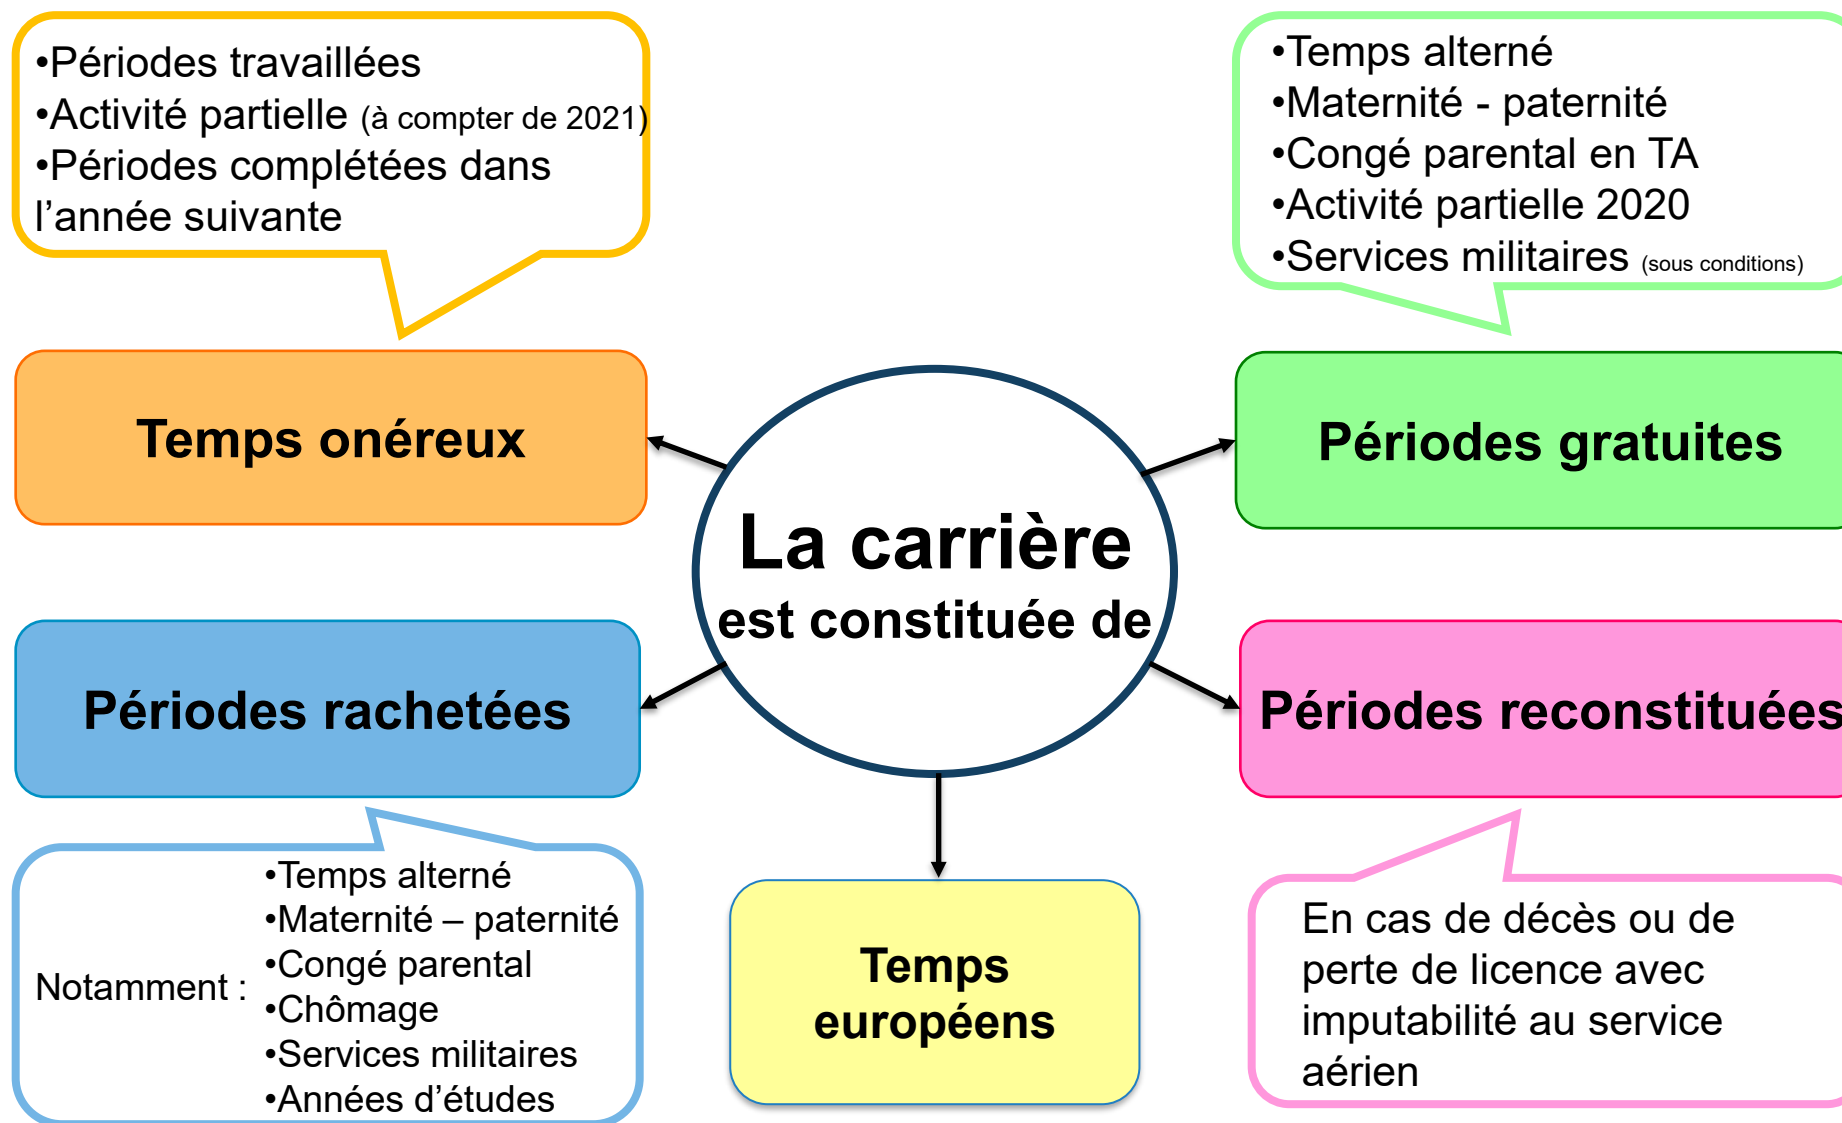 •Périodes travaillées
•Activité partielle (à compter de 2021)
•Périodes complétées dans
l’année suivante
•Temps alterné
•Maternité - paternité
•Congé parental en TA
•Activité partielle 2020
•Services militaires (sous conditions)
Temps onéreux
Périodes gratuites
La carrière
est constituée de
Périodes rachetées
Périodes reconstituées
Notamment :
•Temps alterné
•Maternité – paternité
•Congé parental
•Chômage
•Services militaires
•Années d’études
Temps
européens
En cas de décès ou de
perte de licence avec
imputabilité au service
aérien